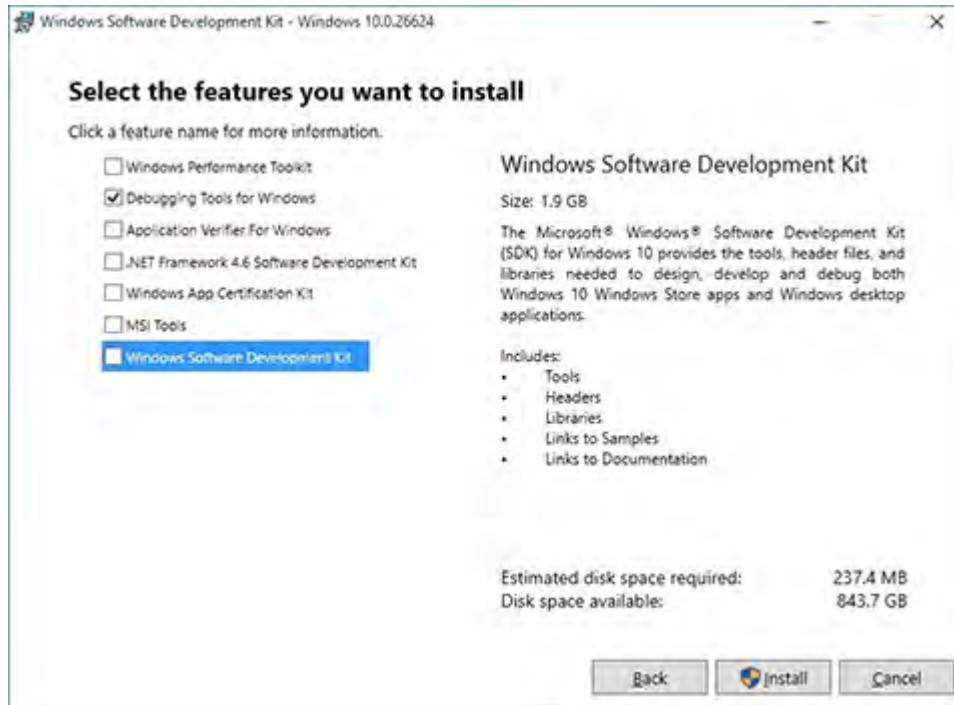 Windows Software Development Kit - Windows 10.0.26624
Select the features you want to install
Click a feature name for more information.
Windows Performance Toolkit
Debugging Tools for Windows
Application Verifier For Windows
.NET Framework 4.6 Software Development Kit
Windows App Certification Kit
MSI Tools
Windows Software Development Kit
Windows Software Development Kit
Size: 1.9 GB
The Microsoft® Windows® Software Development Kit
(SDK) for Windows 10 provides the tools, header files, and
libraries needed to design, develop and debug both
Windows 10 Windows Store apps and Windows desktop
applications.
Includes:
• Tools
• Headers
• Libraries
• Links to Samples
• Links to Documentation
Estimated disk space required: 237.4 MB
Disk space available: 843.7 GB
Back Install Cancel